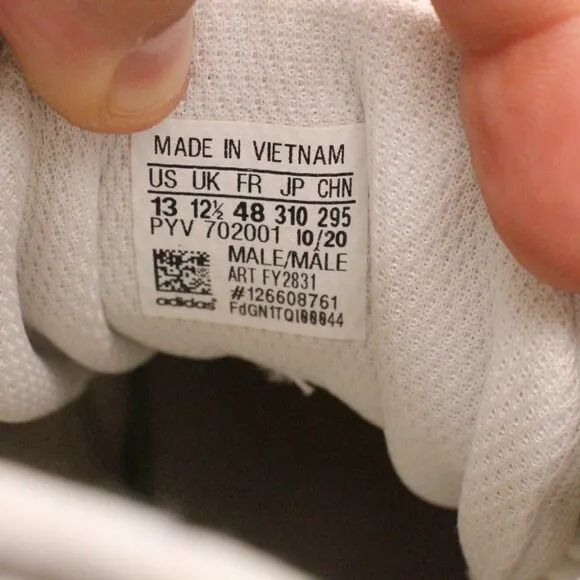 MADE IN VIETNAM
US UK FR JP CHN
13 12½ 48 310 295
PYV 702001 10/20
MALE/MÂLE
ART FY2831
#126608761
adidas